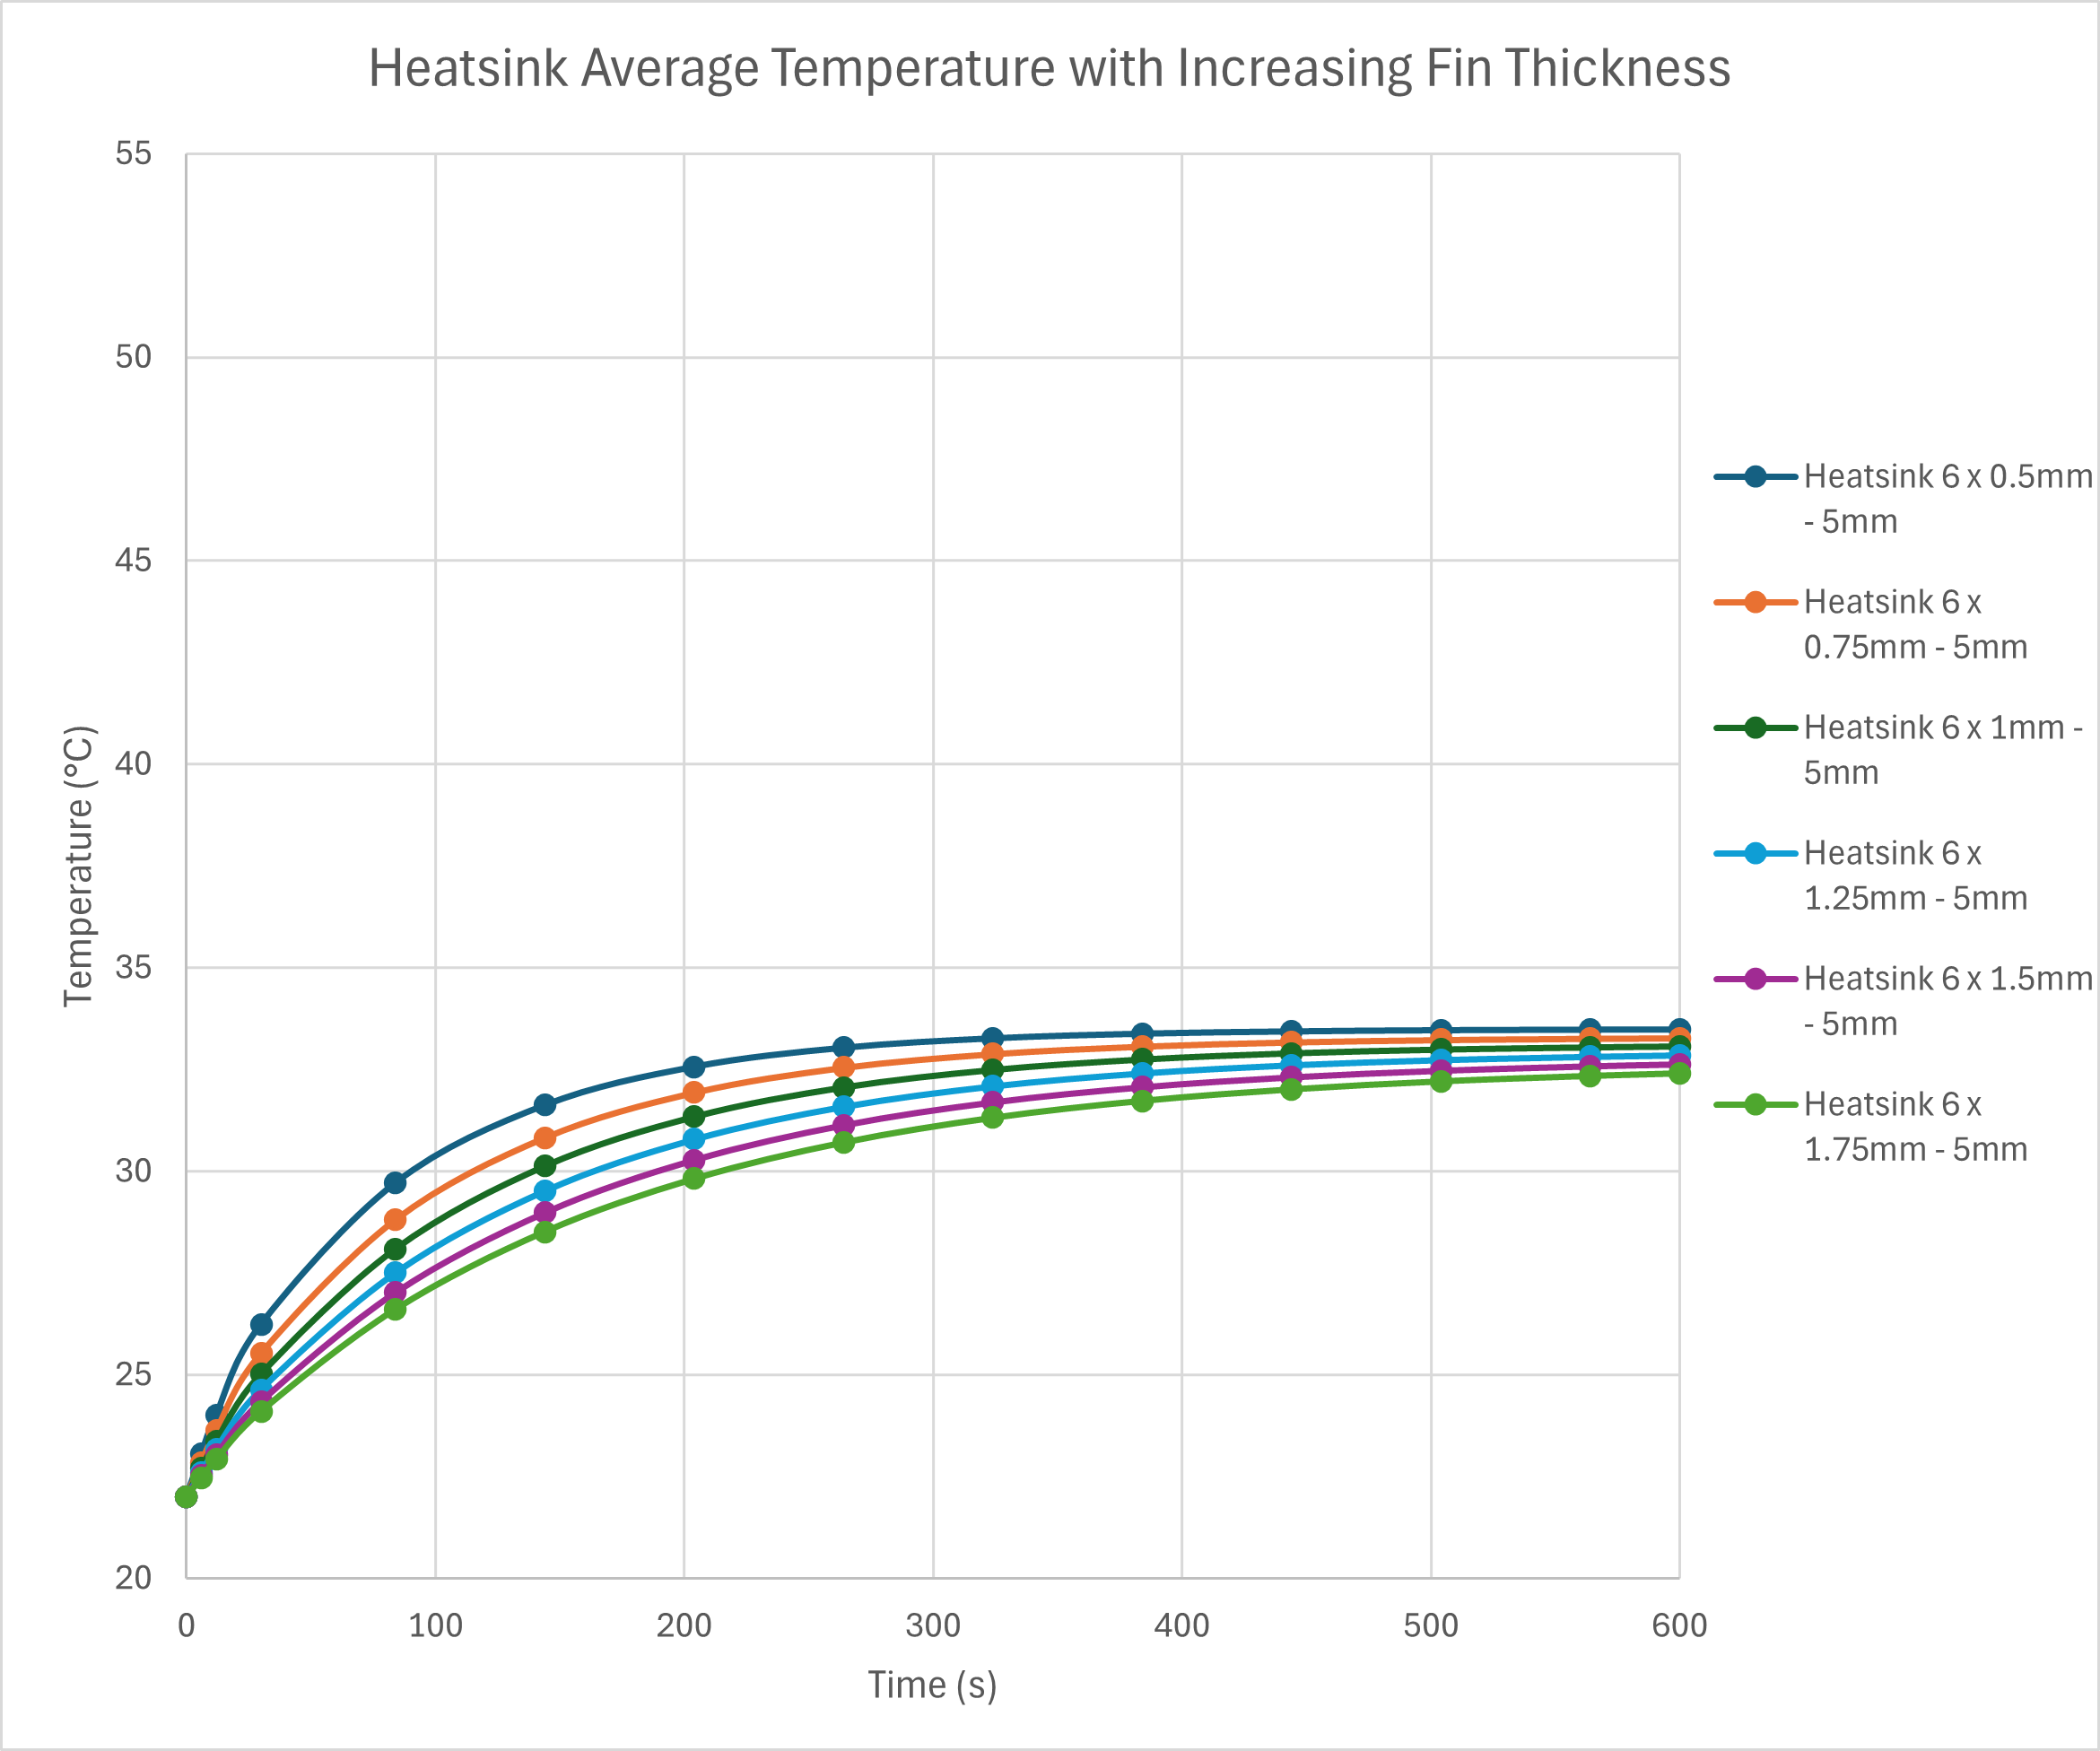 Heatsink Average Temperature with Increasing Fin Thickness
55
50
45
40
35
30
25
20
Temperature (°C)
0 100 200 300 400 500 600
Time (s)
Heatsink 6 x 0.5mm
- 5mm
Heatsink 6 x
0.75mm - 5mm
Heatsink 6 x 1mm -
5mm
Heatsink 6 x
1.25mm - 5mm
Heatsink 6 x 1.5mm
- 5mm
Heatsink 6 x
1.75mm - 5mm